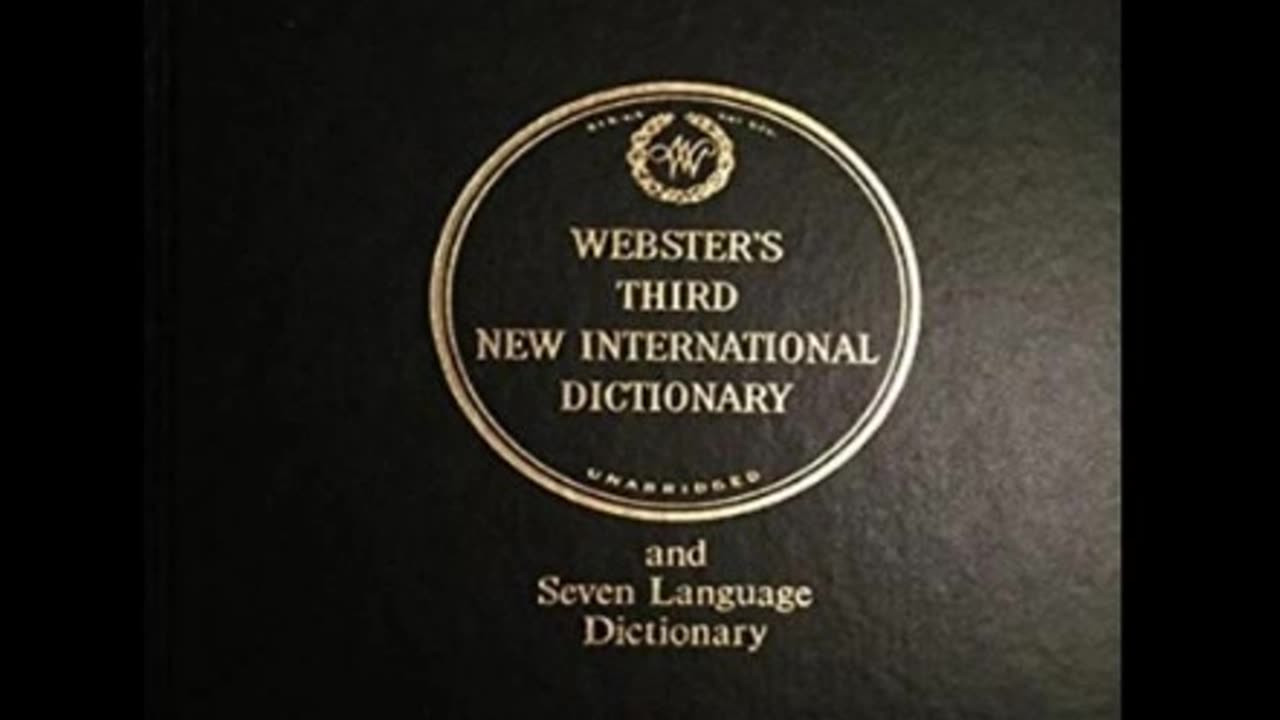 WEBSTER'S
THIRD
NEW INTERNATIONAL
DICTIONARY
UNABRIDGED
and
Seven Language
Dictionary